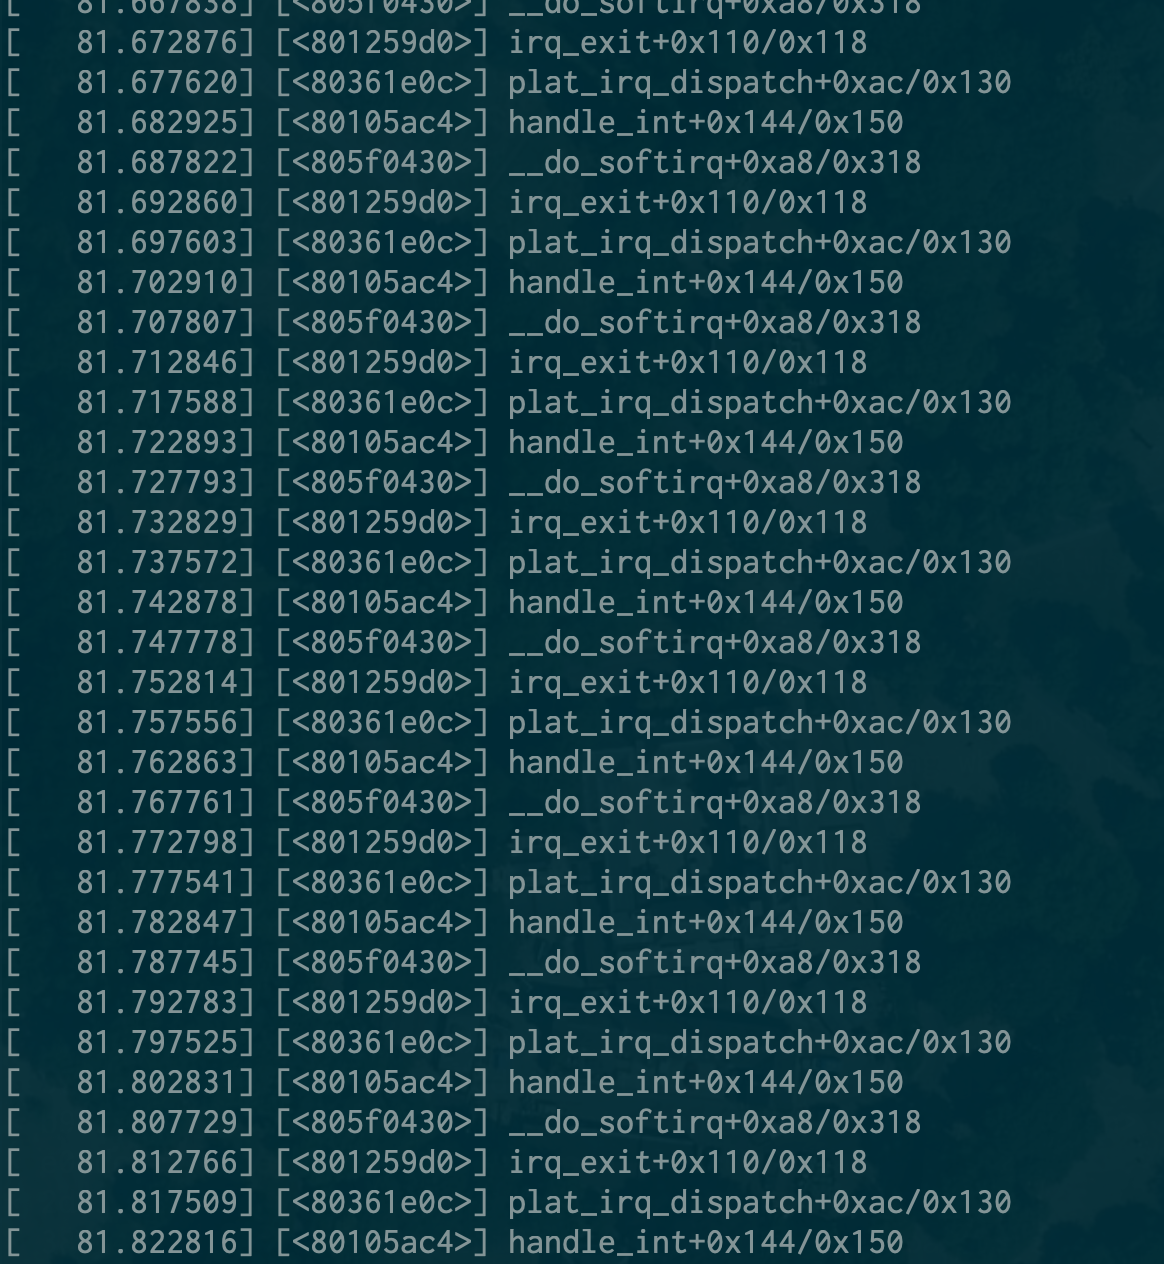 [   81.667838] [<805f0430>] __do_softirq+0xa8/0x318
[   81.672876] [<801259d0>] irq_exit+0x110/0x118
[   81.677620] [<80361e0c>] plat_irq_dispatch+0xac/0x130
[   81.682925] [<80105ac4>] handle_int+0x144/0x150
[   81.687822] [<805f0430>] __do_softirq+0xa8/0x318
[   81.692860] [<801259d0>] irq_exit+0x110/0x118
[   81.697603] [<80361e0c>] plat_irq_dispatch+0xac/0x130
[   81.702910] [<80105ac4>] handle_int+0x144/0x150
[   81.707807] [<805f0430>] __do_softirq+0xa8/0x318
[   81.712846] [<801259d0>] irq_exit+0x110/0x118
[   81.717588] [<80361e0c>] plat_irq_dispatch+0xac/0x130
[   81.722893] [<80105ac4>] handle_int+0x144/0x150
[   81.727793] [<805f0430>] __do_softirq+0xa8/0x318
[   81.732829] [<801259d0>] irq_exit+0x110/0x118
[   81.737572] [<80361e0c>] plat_irq_dispatch+0xac/0x130
[   81.742878] [<80105ac4>] handle_int+0x144/0x150
[   81.747778] [<805f0430>] __do_softirq+0xa8/0x318
[   81.752814] [<801259d0>] irq_exit+0x110/0x118
[   81.757556] [<80361e0c>] plat_irq_dispatch+0xac/0x130
[   81.762863] [<80105ac4>] handle_int+0x144/0x150
[   81.767761] [<805f0430>] __do_softirq+0xa8/0x318
[   81.772798] [<801259d0>] irq_exit+0x110/0x118
[   81.777541] [<80361e0c>] plat_irq_dispatch+0xac/0x130
[   81.782847] [<80105ac4>] handle_int+0x144/0x150
[   81.787745] [<805f0430>] __do_softirq+0xa8/0x318
[   81.792783] [<801259d0>] irq_exit+0x110/0x118
[   81.797525] [<80361e0c>] plat_irq_dispatch+0xac/0x130
[   81.802831] [<80105ac4>] handle_int+0x144/0x150
[   81.807729] [<805f0430>] __do_softirq+0xa8/0x318
[   81.812766] [<801259d0>] irq_exit+0x110/0x118
[   81.817509] [<80361e0c>] plat_irq_dispatch+0xac/0x130
[   81.822816] [<80105ac4>] handle_int+0x144/0x150